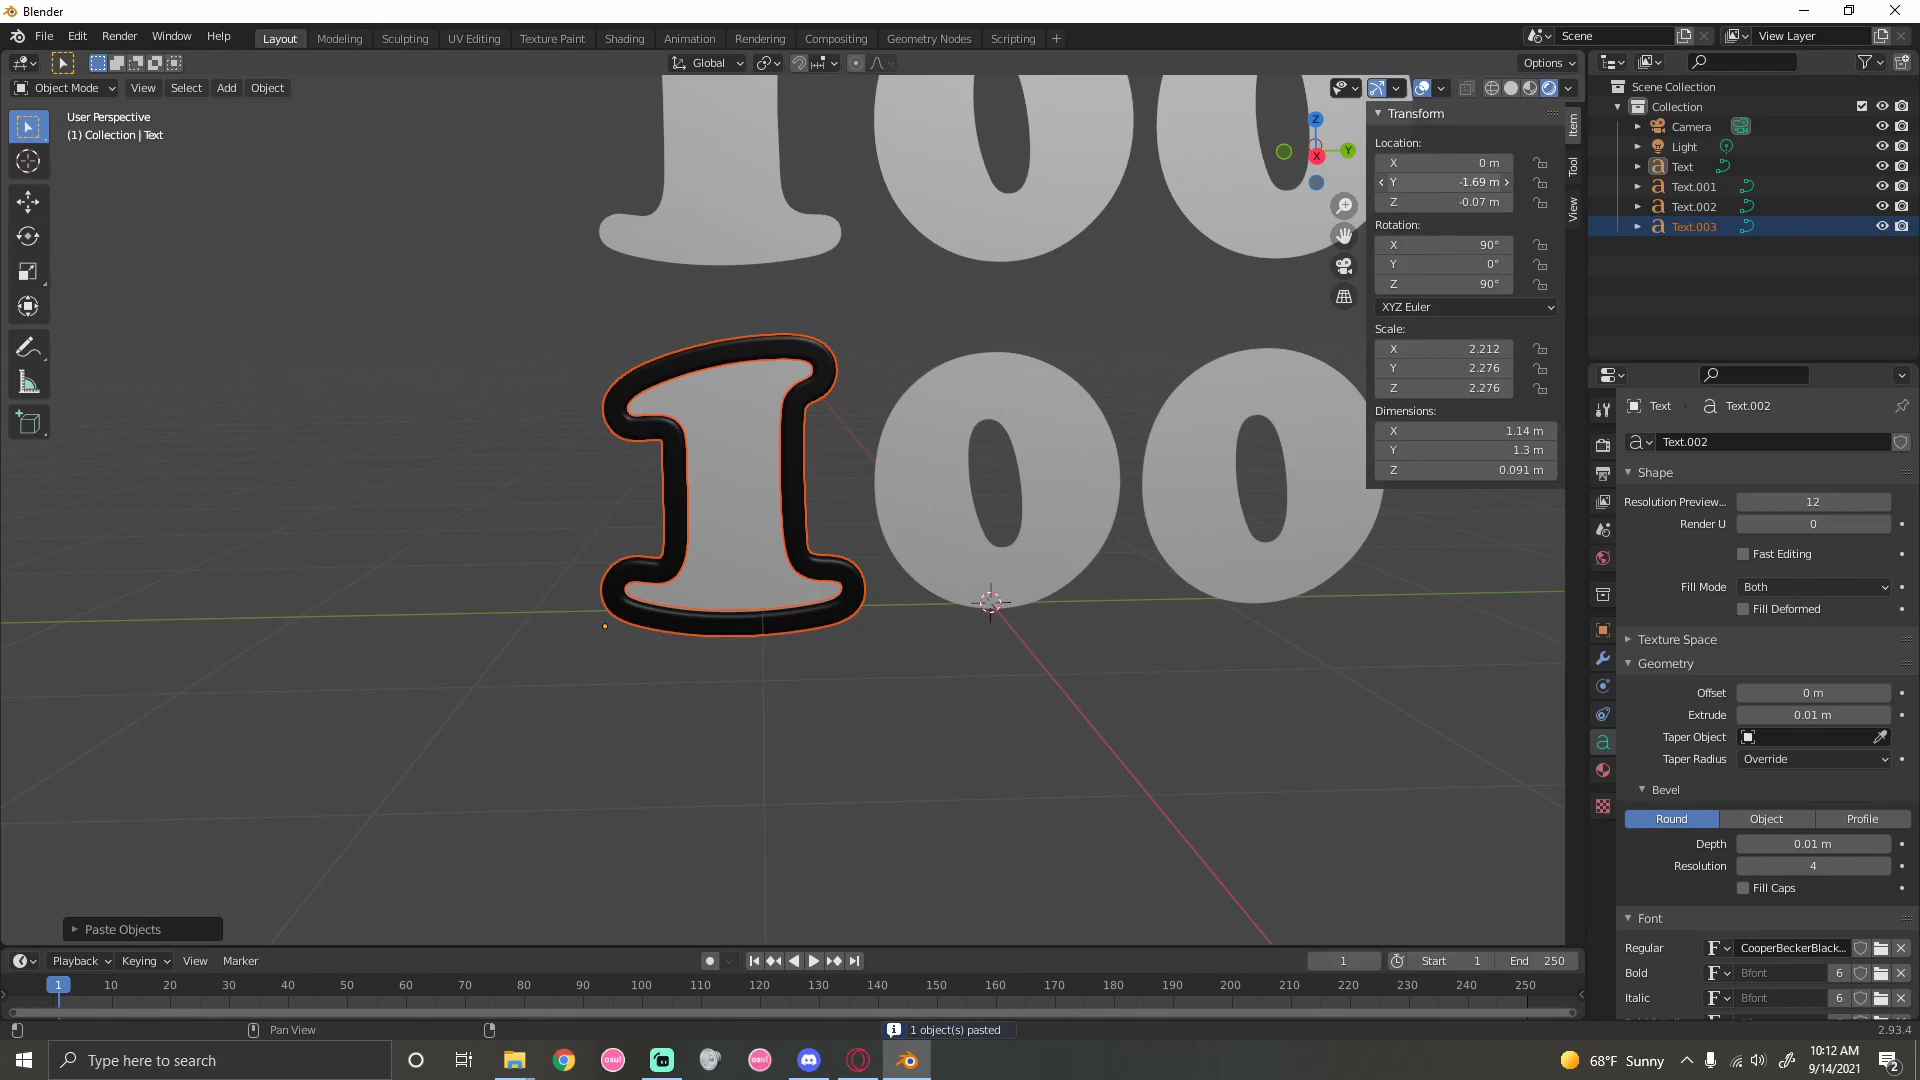 Blender
File Edit Render Window Help
Layout Modeling Sculpting UV Editing Texture Paint Shading Animation Rendering Compositing Geometry Nodes Scripting +
Scene View Layer
Global Options
Object Mode View Select Add Object
User Perspective
(1) Collection | Text
100
100
Z
Y
X
Transform
Location:
X 0 m
Y -1.69 m
Z -0.07 m
Rotation:
X 90°
Y 0°
Z 90°
XYZ Euler
Scale:
X 2.212
Y 2.276
Z 2.276
Dimensions:
X 1.14 m
Y 1.3 m
Z 0.091 m
Item
Tool
View
Scene Collection
Collection
Camera
Light
Text
Text.001
Text.002
Text.003
Text Text.002
Text.002
Shape
Resolution Preview... 12
Render U 0
Fast Editing
Fill Mode Both
Fill Deformed
Texture Space
Geometry
Offset 0 m
Extrude 0.01 m
Taper Object
Taper Radius Override
Bevel
Round Object Profile
Depth 0.01 m
Resolution 4
Fill Caps
Font
Regular CooperBeckerBlack...
Bold Bfont 6
Italic Bfont 6
Paste Objects
Playback Keying View Marker
1 Start 1 End 250
1 10 20 30 40 50 60 70 80 90 100 110 120 130 140 150 160 170 180 190 200 210 220 230 240 250
Pan View
1 object(s) pasted
2.93.4
Type here to search
osu!
osu!
68°F Sunny
10:12 AM
9/14/2021
2